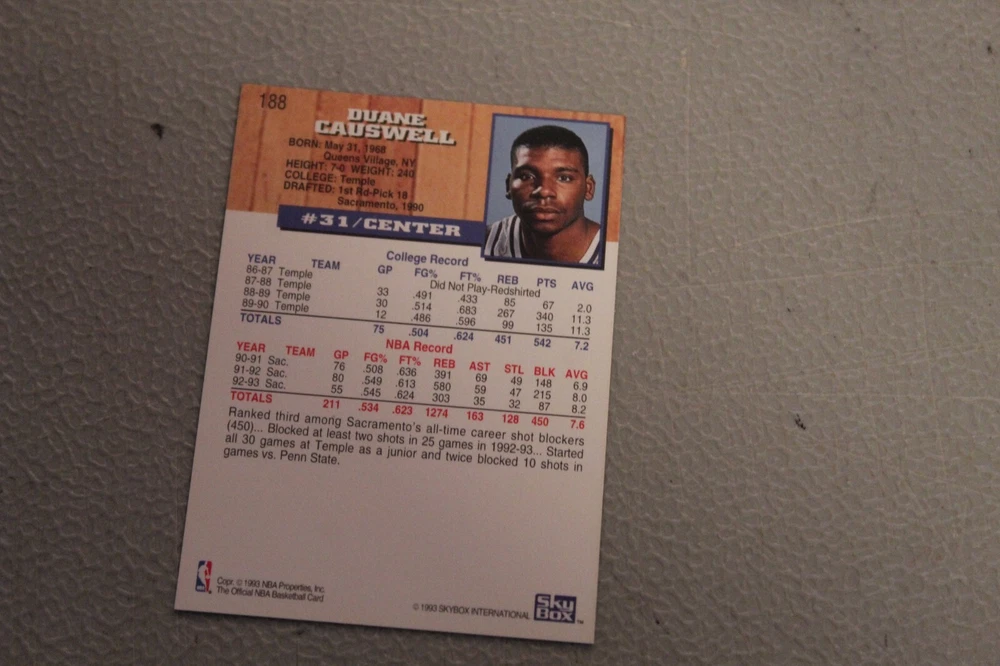 188
DUANE
CAUSWELL
BORN: May 31, 1968
Queens Village, NY
HEIGHT: 7-0 WEIGHT: 240
COLLEGE: Temple
DRAFTED: 1st Rd-Pick 18
Sacramento, 1990
#31/CENTER
College Record
YEAR TEAM GP FG% FT% REB PTS AVG
86-87 Temple Did Not Play-Redshirted
87-88 Temple 33 .491 .433 85 67 2.0
88-89 Temple 30 .514 .683 267 340 11.3
89-90 Temple 12 .486 .596 99 135 11.3
TOTALS 75 .504 .624 451 542 7.2
NBA Record
YEAR TEAM GP FG% FT% REB AST STL BLK AVG
90-91 Sac. 76 .508 .636 391 69 49 148 6.9
91-92 Sac. 80 .549 .613 580 59 47 215 8.0
92-93 Sac. 55 .545 .624 303 35 32 87 8.2
TOTALS 211 .534 .623 1274 163 128 450 7.6
Ranked third among Sacramento's all-time career shot blockers
(450)... Blocked at least two shots in 25 games in 1992-93... Started
all 30 games at Temple as a junior and twice blocked 10 shots in
games vs. Penn State.
NBA
Copr. © 1993 NBA Properties, Inc.
The Official NBA Basketball Card
© 1993 SKYBOX INTERNATIONAL
SkyBox™